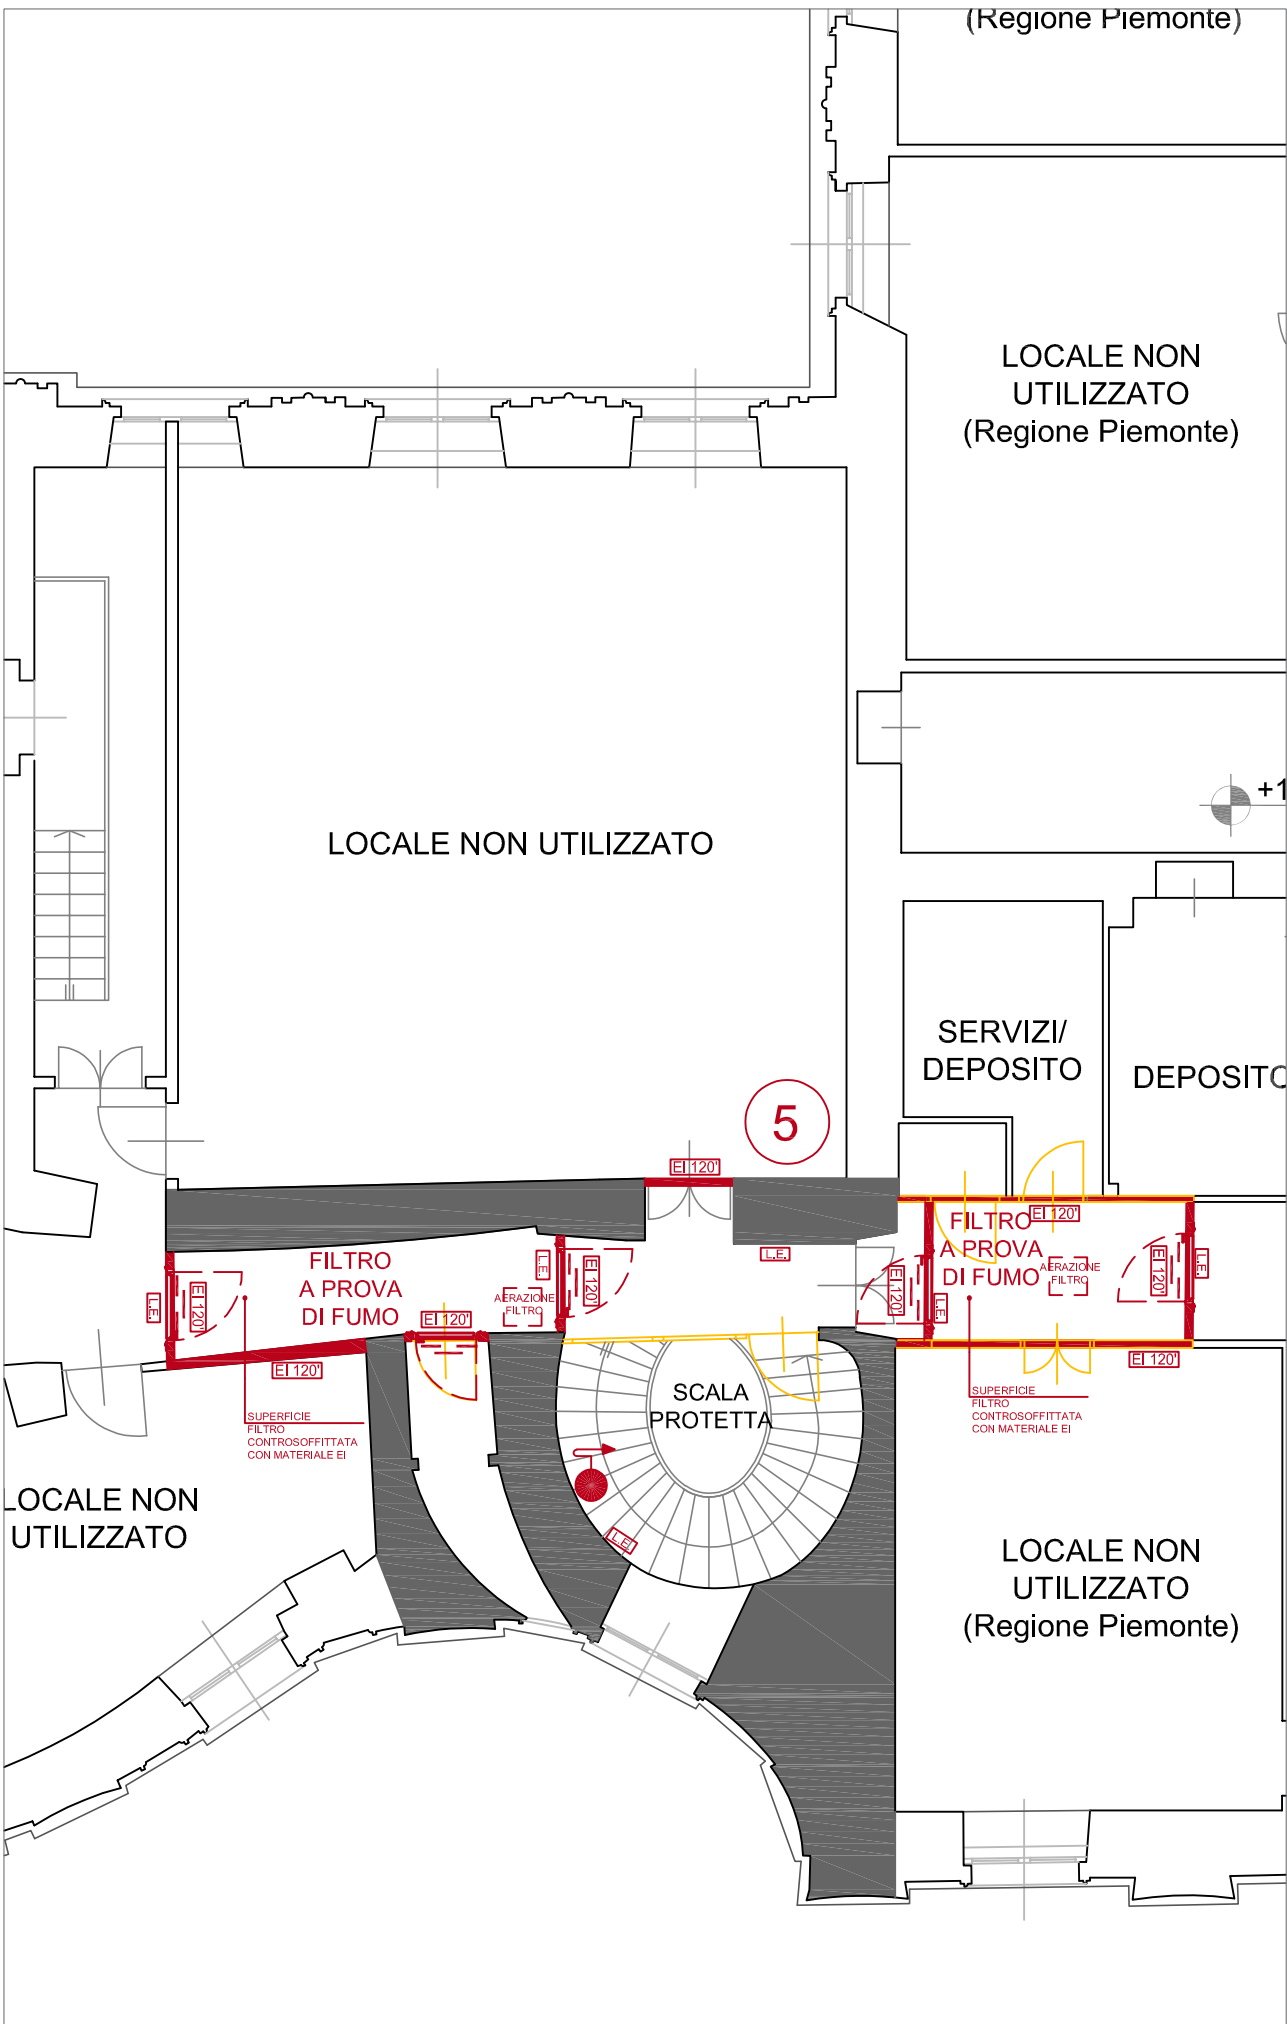 (Regione Piemonte)
LOCALE NON
UTILIZZATO
(Regione Piemonte)
+1
LOCALE NON UTILIZZATO
SERVIZI/
DEPOSITO
DEPOSITO
5
EI 120'
L.E.
FILTRO
A PROVA
DI FUMO
EI 120'
L.E.
EI 120'
L.E.
EI 120'
AERAZIONE
FILTRO
EI 120'
EI 120'
FILTRO
A PROVA
DI FUMO
EI 120'
AERAZIONE
FILTRO
EI 120'
L.E.
EI 120'
L.E.
EI 120'
SUPERFICIE
FILTRO
CONTROSOFFITTATA
CON MATERIALE EI
SUPERFICIE
FILTRO
CONTROSOFFITTATA
CON MATERIALE EI
SCALA
PROTETTA
L.E.
LOCALE NON
UTILIZZATO
LOCALE NON
UTILIZZATO
(Regione Piemonte)